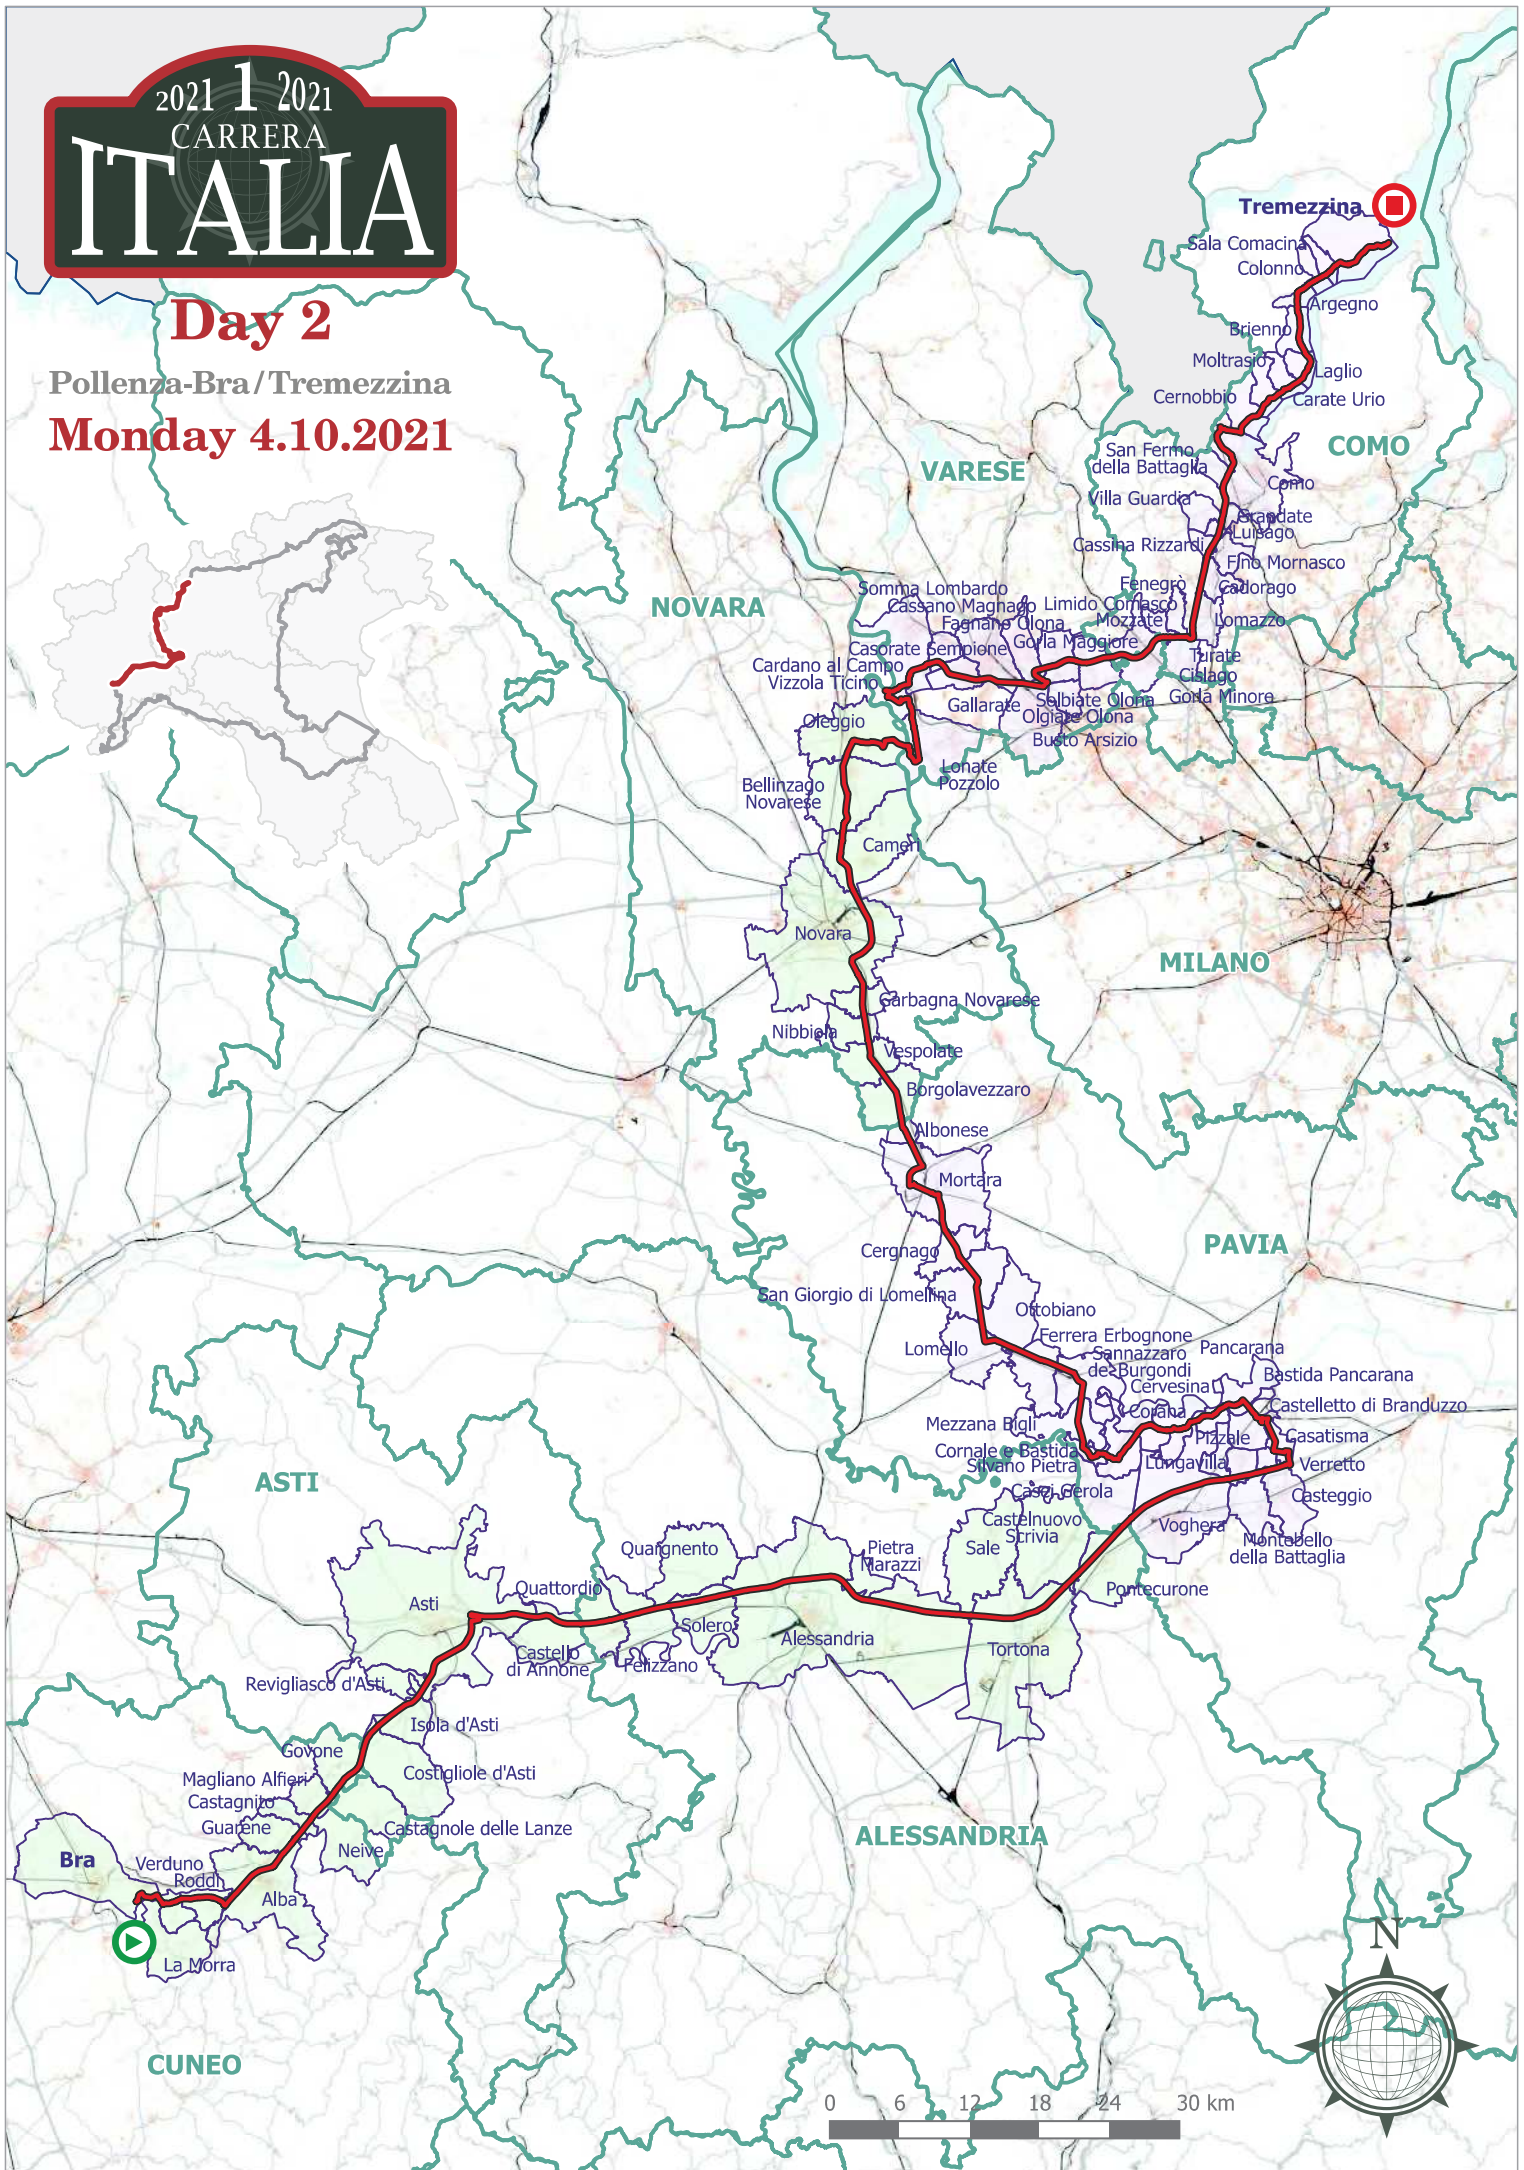 2021 1 2021
CARRERA
ITALIA
Day 2
Pollenza-Bra/Tremezzina
Monday 4.10.2021
Tremezzina
Sala Comacina
Colonno
Argegno
Brienno
Moltrasio
Laglio
Cernobbio
Carate Urio
COMO
San Fermo
della Battaglia
VARESE
Como
Villa Guardia
Grandate
Luisago
Cassina Rizzardi
Fino Mornasco
Fenegrò
Cadorago
Somma Lombardo
NOVARA
Cassano Magnago
Limido Comasco
Fagnano Olona
Mozzate
Lomazzo
Casorate Sempione
Gorla Maggiore
Turate
Cardano al Campo
Cislago
Vizzola Ticino
Gallarate
Solbiate Olona
Gorla Minore
Olgiate Olona
Oleggio
Busto Arsizio
Lonate
Pozzolo
Bellinzago
Novarese
Cameri
Novara
MILANO
Garbagna Novarese
Nibbiola
Vespolate
Borgolavezzaro
Albonese
Mortara
Cergnago
PAVIA
San Giorgio di Lomellina
Ottobiano
Lomello
Ferrera Erbognone
Sannazzaro
de' Burgondi
Pancarana
Bastida Pancarana
Cervesina
Castelletto di Branduzzo
Corana
Mezzana Bigli
Pizzale
Casatisma
Cornale e Bastida
Silvano Pietra
Lungavilla
Verretto
ASTI
Casei Gerola
Casteggio
Castelnuovo
Scrivia
Voghera
Montebello
della Battaglia
Quargnento
Pietra
Marazzi
Sale
Quattordio
Pontecurone
Asti
Solero
Alessandria
Tortona
Castello
di Annone
Felizzano
Revigliasco d'Asti
Isola d'Asti
Govone
Costigliole d'Asti
Magliano Alfieri
Castagnito
Guarene
Castagnole delle Lanze
ALESSANDRIA
Neive
Bra
Verduno
Roddi
Alba
La Morra
N
CUNEO
0 6 12 18 24 30 km